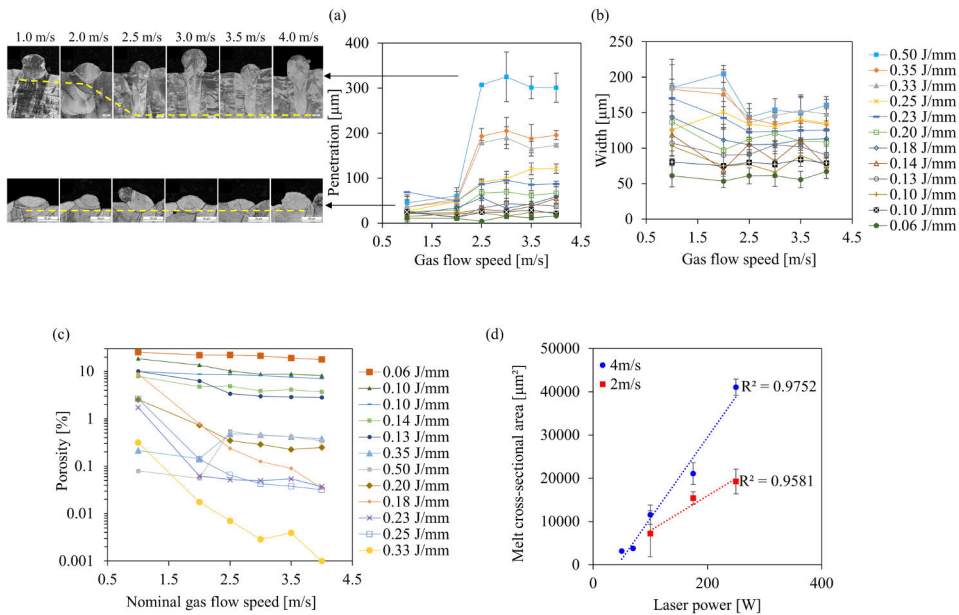 (a)
(b)
1.0 m/s 2.0 m/s 2.5 m/s 3.0 m/s 3.5 m/s 4.0 m/s
Penetration [µm]
400
300
200
100
0
0.5 1.5 2.5 3.5 4.5
Gas flow speed [m/s]
Width [µm]
250
200
150
100
50
0
0.5 1.5 2.5 3.5 4.5
Gas flow speed [m/s]
0.50 J/mm
0.35 J/mm
0.33 J/mm
0.25 J/mm
0.23 J/mm
0.20 J/mm
0.18 J/mm
0.14 J/mm
0.13 J/mm
0.10 J/mm
0.10 J/mm
0.06 J/mm
(c)
Porosity [%]
10
1
0.1
0.01
0.001
0.5 1.5 2.5 3.5 4.5
Nominal gas flow speed [m/s]
0.06 J/mm
0.10 J/mm
0.10 J/mm
0.14 J/mm
0.13 J/mm
0.35 J/mm
0.50 J/mm
0.20 J/mm
0.18 J/mm
0.23 J/mm
0.25 J/mm
0.33 J/mm
(d)
Melt cross-sectional area [µm²]
50000
40000
30000
20000
10000
0
0 200 400
Laser power [W]
4m/s
2m/s
R² = 0.9752
R² = 0.9581